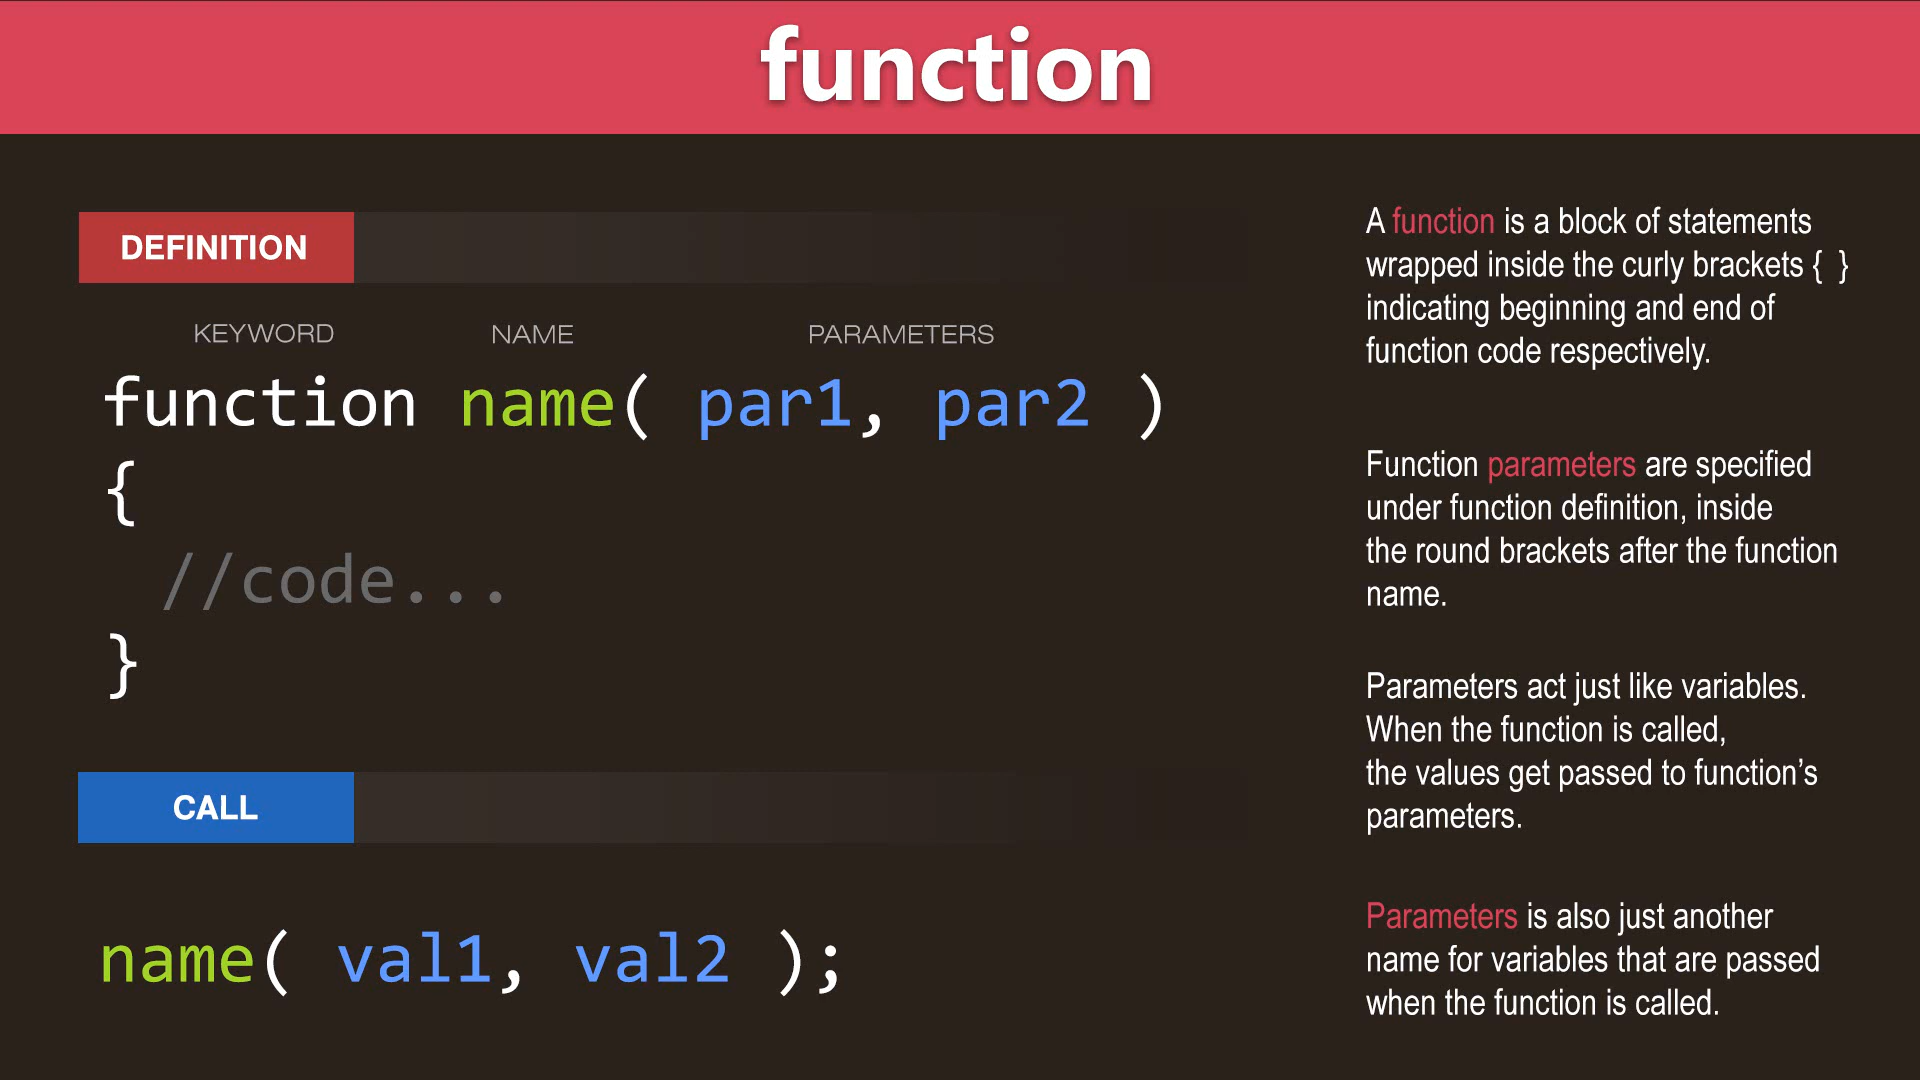 function
DEFINITION
KEYWORD NAME PARAMETERS
function name( par1, par2 )
{
//code...
}
CALL
name( val1, val2 );
A function is a block of statements
wrapped inside the curly brackets { }
indicating beginning and end of
function code respectively.
Function parameters are specified
under function definition, inside
the round brackets after the function
name.
Parameters act just like variables.
When the function is called,
the values get passed to function’s
parameters.
Parameters is also just another
name for variables that are passed
when the function is called.